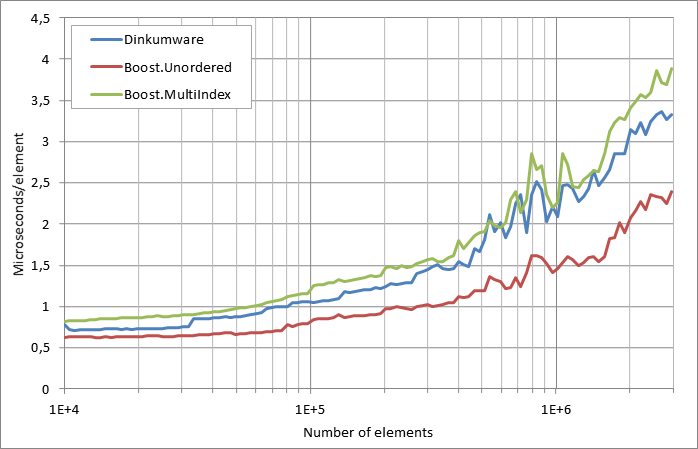 4,5
4
3,5
3
2,5
2
1,5
1
0,5
0
Microseconds/element
Dinkumware
Boost.Unordered
Boost.MultiIndex
1E+4
1E+5
1E+6
Number of elements